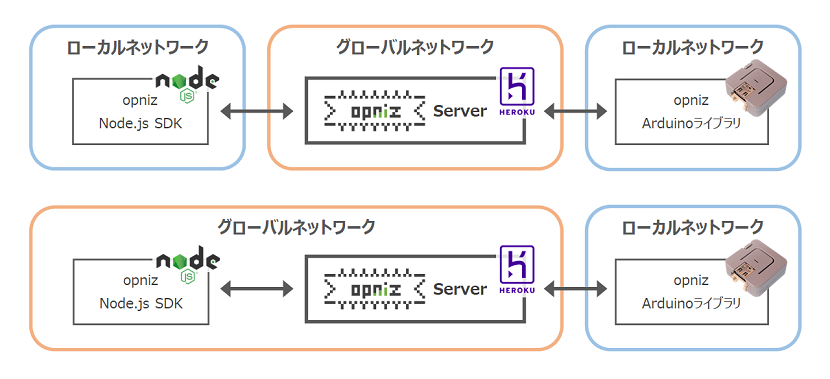 ローカルネットワーク
グローバルネットワーク
ローカルネットワーク
node
JS
opniz
Node.js SDK
opniz Server
HEROKU
opniz
Arduinoライブラリ
グローバルネットワーク
ローカルネットワーク
node
JS
opniz
Node.js SDK
opniz Server
HEROKU
opniz
Arduinoライブラリ